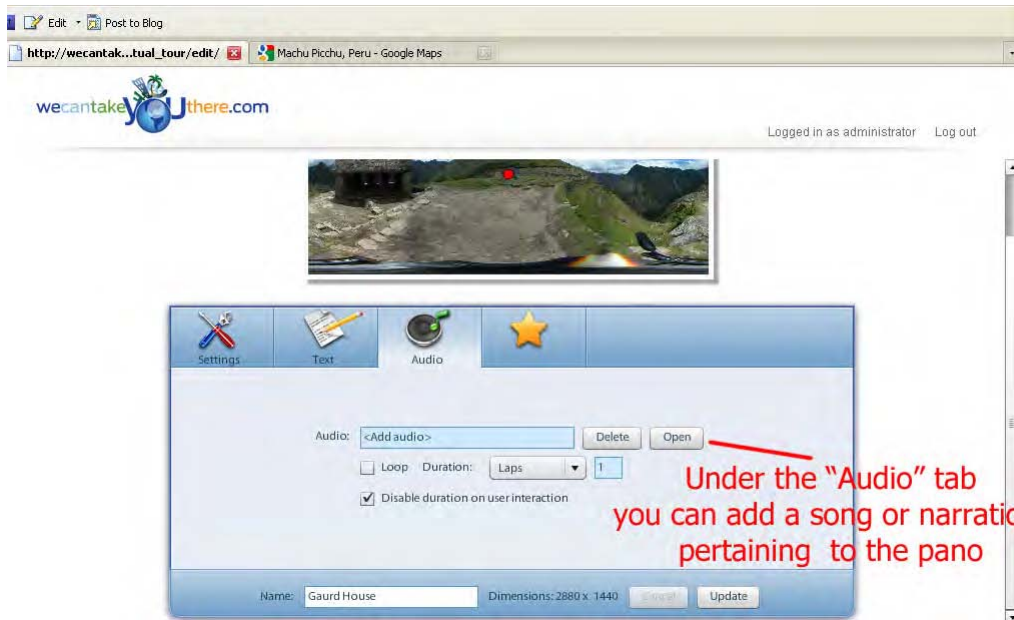 Edit Post to Blog
http://wecantak...tual_tour/edit/ Machu Picchu, Peru - Google Maps
wecantakeyouthere.com
Logged in as administrator Log out
Settings Text Audio
Audio: <Add audio> Delete Open
Loop Duration: Laps 1
Disable duration on user interaction
Under the “Audio” tab
you can add a song or narratio
pertaining to the pano
Name: Gaurd House Dimensions: 2880 x 1440 Update